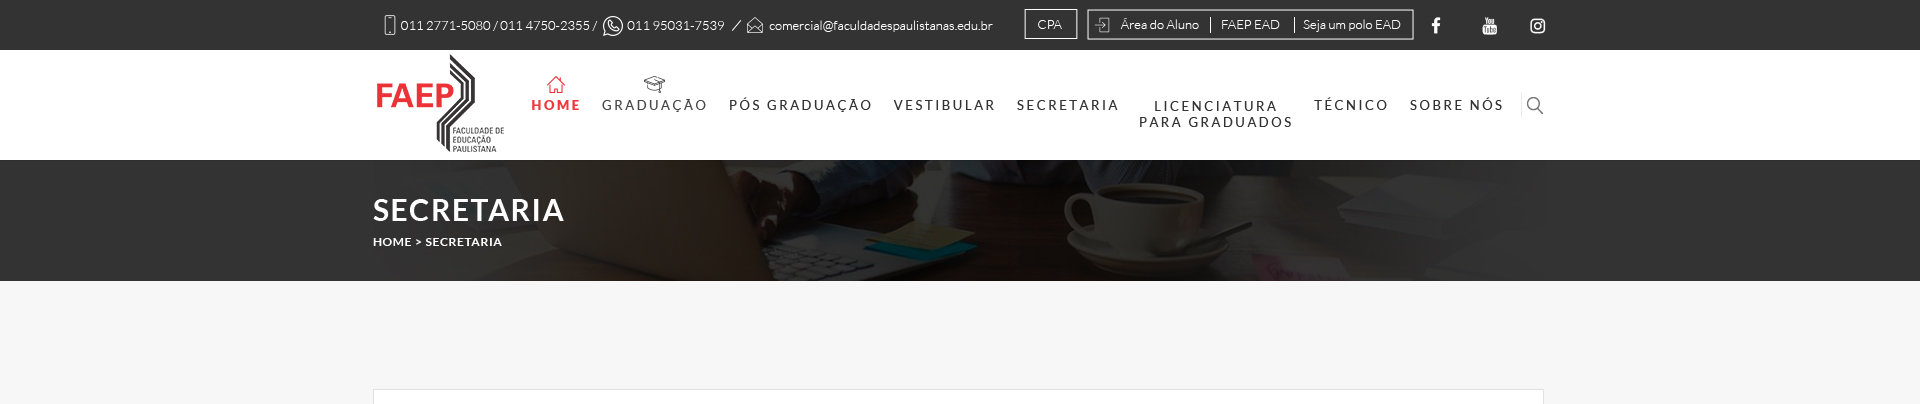 011 2771-5080 / 011 4750-2355 / 011 95031-7539 / comercial@faculdadespaulistanas.edu.br CPA Área do Aluno | FAEP EAD | Seja um polo EAD You Tube
FAEP
FACULDADE DE
EDUCAÇÃO
PAULISTANA
HOME GRADUAÇÃO PÓS GRADUAÇÃO VESTIBULAR SECRETARIA
LICENCIATURA
PARA GRADUADOS
TÉCNICO SOBRE NÓS
SECRETARIA
HOME > SECRETARIA